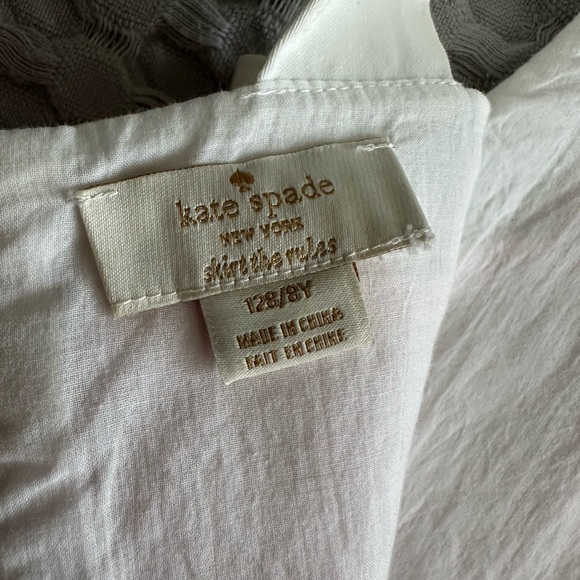 kate spade
NEW YORK
skirt the rules
128/8Y
MADE IN CHINA
FAIT EN CHINE